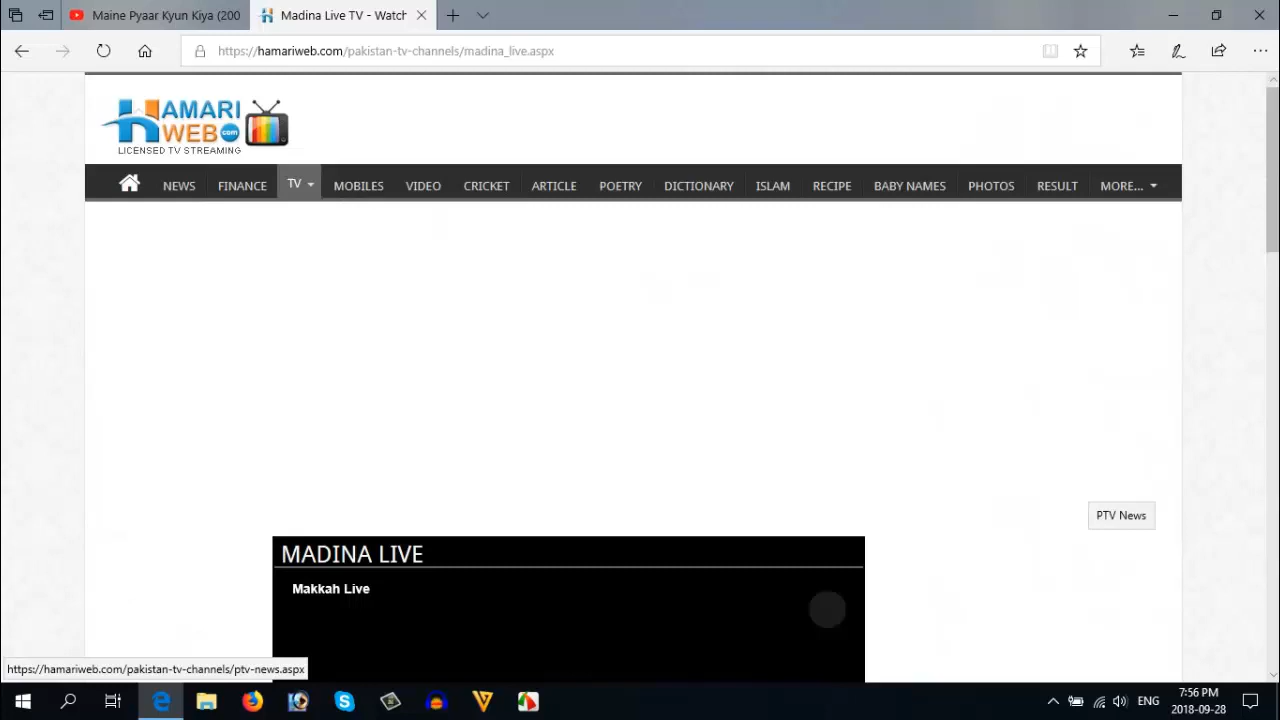 Maine Pyaar Kyun Kiya (200
Madina Live TV - Watch
https://hamariweb.com/pakistan-tv-channels/madina_live.aspx
HAMARI
WEB.com
LICENSED TV STREAMING
NEWS FINANCE TV MOBILES VIDEO CRICKET ARTICLE POETRY DICTIONARY ISLAM RECIPE BABY NAMES PHOTOS RESULT MORE...
PTV News
MADINA LIVE
Makkah Live
https://hamariweb.com/pakistan-tv-channels/ptv-news.aspx
ENG
7:56 PM
2018-09-28